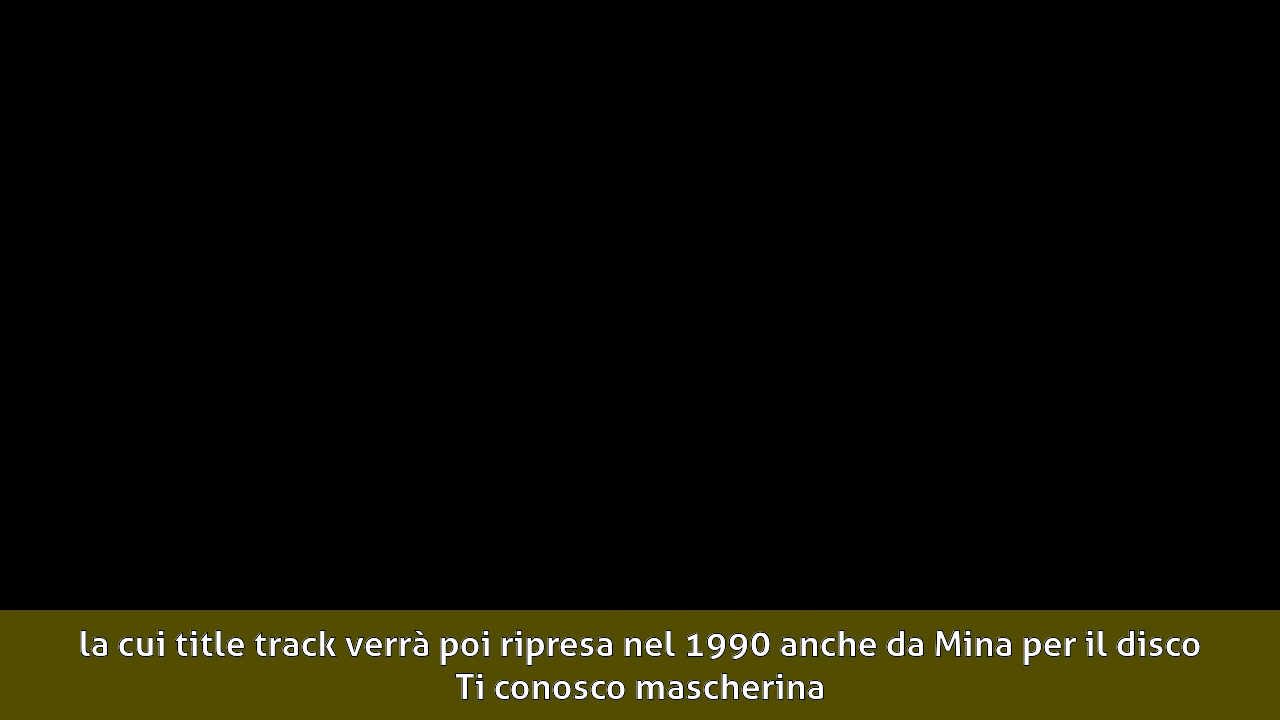 la cui title track verrà poi ripresa nel 1990 anche da Mina per il disco
Ti conosco mascherina